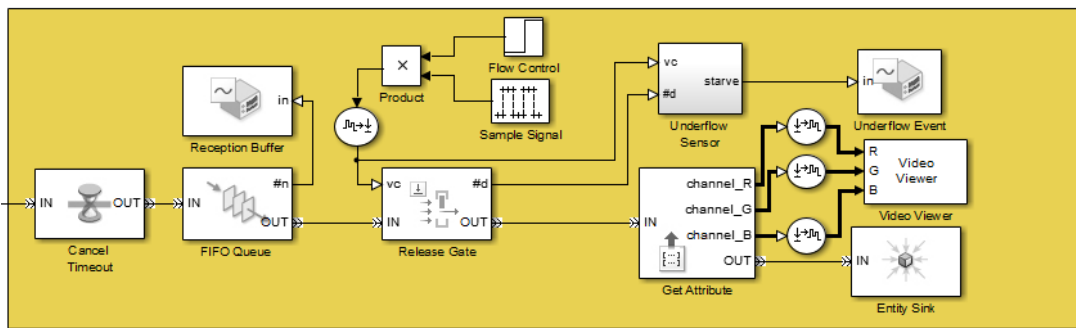 Flow Control
×
Product
Sample Signal
in
Reception Buffer
vc
#d
starve
Underflow
Sensor
in
Underflow Event
IN
OUT
Cancel
Timeout
#n
IN
OUT
FIFO Queue
vc
#d
IN
OUT
Release Gate
channel_R
channel_G
IN
channel_B
[...]
OUT
Get Attribute
R
G
B
Video
Viewer
Video Viewer
IN
Entity Sink